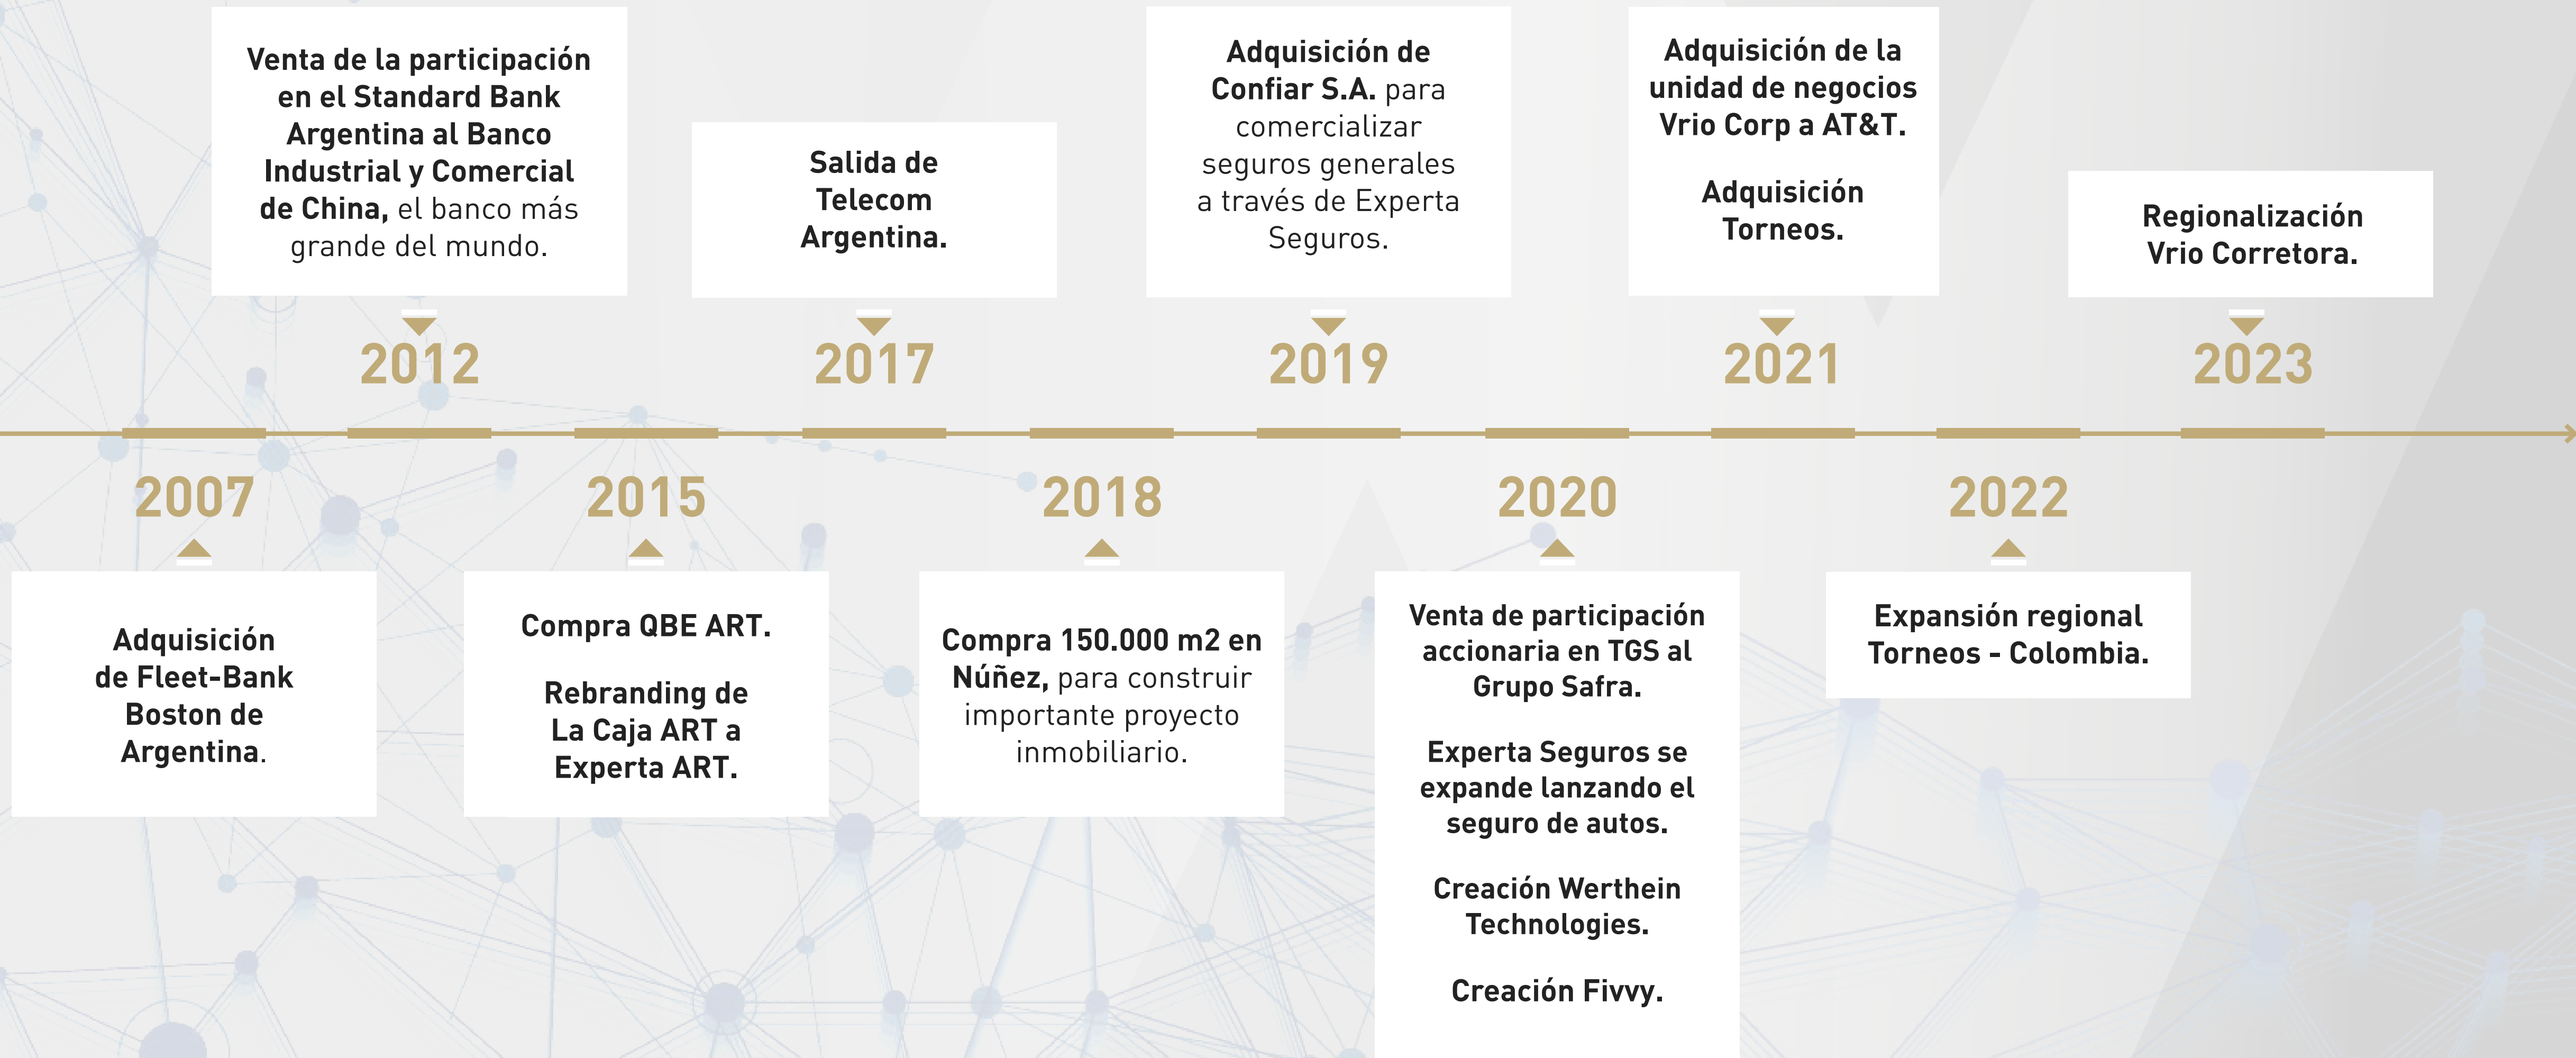 Venta de la participación
en el Standard Bank
Argentina al Banco
Industrial y Comercial
de China, el banco más
grande del mundo.
2012
Salida de
Telecom
Argentina.
2017
Adquisición de
Confiar S.A. para
comercializar
seguros generales
a través de Experta
Seguros.
2019
Adquisición de la
unidad de negocios
Vrio Corp a AT&T.
Adquisición
Torneos.
2021
Regionalización
Vrio Corretora.
2023
2007
Adquisición
de Fleet-Bank
Boston de
Argentina.
2015
Compra QBE ART.
Rebranding de
La Caja ART a
Experta ART.
2018
Compra 150.000 m2 en
Núñez, para construir
importante proyecto
inmobiliario.
2020
Venta de participación
accionaria en TGS al
Grupo Safra.
Experta Seguros se
expande lanzando el
seguro de autos.
Creación Werthein
Technologies.
Creación Fivvy.
2022
Expansión regional
Torneos - Colombia.